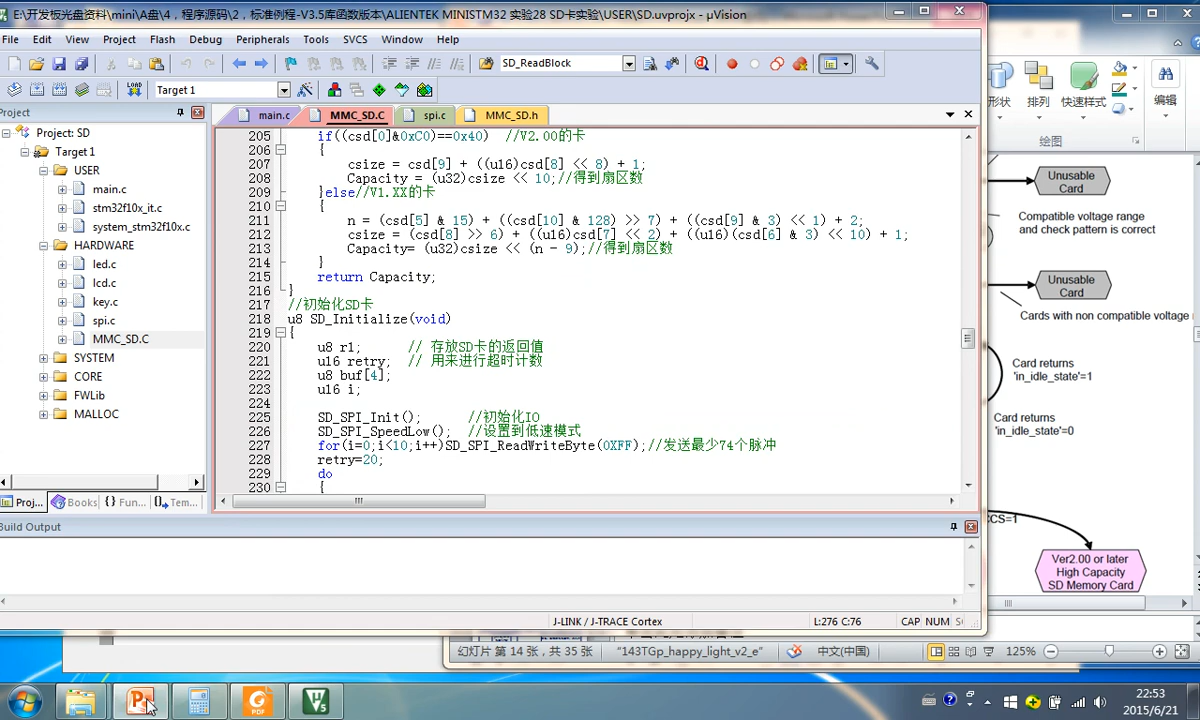 E:\开发板光盘资料\mini\A盘\4，程序源码\2，标准例程-V3.5库函数版本\ALIENTEK MINISTM32 实验28 SD卡实验\USER\SD.uvprojx - µVision
File Edit View Project Flash Debug Peripherals Tools SVCS Window Help
SD_ReadBlock
LOAD Target 1
Project
Project: SD
Target 1
USER
main.c
stm32f10x_it.c
system_stm32f10x.c
HARDWARE
led.c
lcd.c
key.c
spi.c
MMC_SD.C
SYSTEM
CORE
FWLib
MALLOC
Proj... Books {} Fun... Tem...
main.c MMC_SD.C spi.c MMC_SD.h
205 if((csd[0]&0xC0)==0x40) //V2.00的卡
206 {
207 csize = csd[9] + ((u16)csd[8] << 8) + 1;
208 Capacity = (u32)csize << 10;//得到扇区数
209 }else//V1.XX的卡
210 {
211 n = (csd[5] & 15) + ((csd[10] & 128) >> 7) + ((csd[9] & 3) << 1) + 2;
212 csize = (csd[8] >> 6) + ((u16)csd[7] << 2) + ((u16)(csd[6] & 3) << 10) + 1;
213 Capacity= (u32)csize << (n - 9);//得到扇区数
214 }
215 return Capacity;
216 }
217 //初始化SD卡
218 u8 SD_Initialize(void)
219 {
220 u8 r1; // 存放SD卡的返回值
221 u16 retry; // 用来进行超时计数
222 u8 buf[4];
223 u16 i;
224
225 SD_SPI_Init(); //初始化IO
226 SD_SPI_SpeedLow(); //设置到低速模式
227 for(i=0;i<10;i++)SD_SPI_ReadWriteByte(0XFF);//发送最少74个脉冲
228 retry=20;
229 do
230 {
Build Output
J-LINK / J-TRACE Cortex L:276 C:76 CAP NUM
形状 排列 快速样式 编辑
绘图
Unusable
Card
Compatible voltage range
and check pattern is correct
Unusable
Card
Cards with non compatible voltage
Card returns
'in_idle_state'=1
Card returns
'in_idle_state'=0
CCS=1
Ver2.00 or later
High Capacity
SD Memory Card
幻灯片 第 14 张，共 35 张 "143TGp_happy_light_v2_e" 中文(中国) 125%
PDF
22:53
2015/6/21